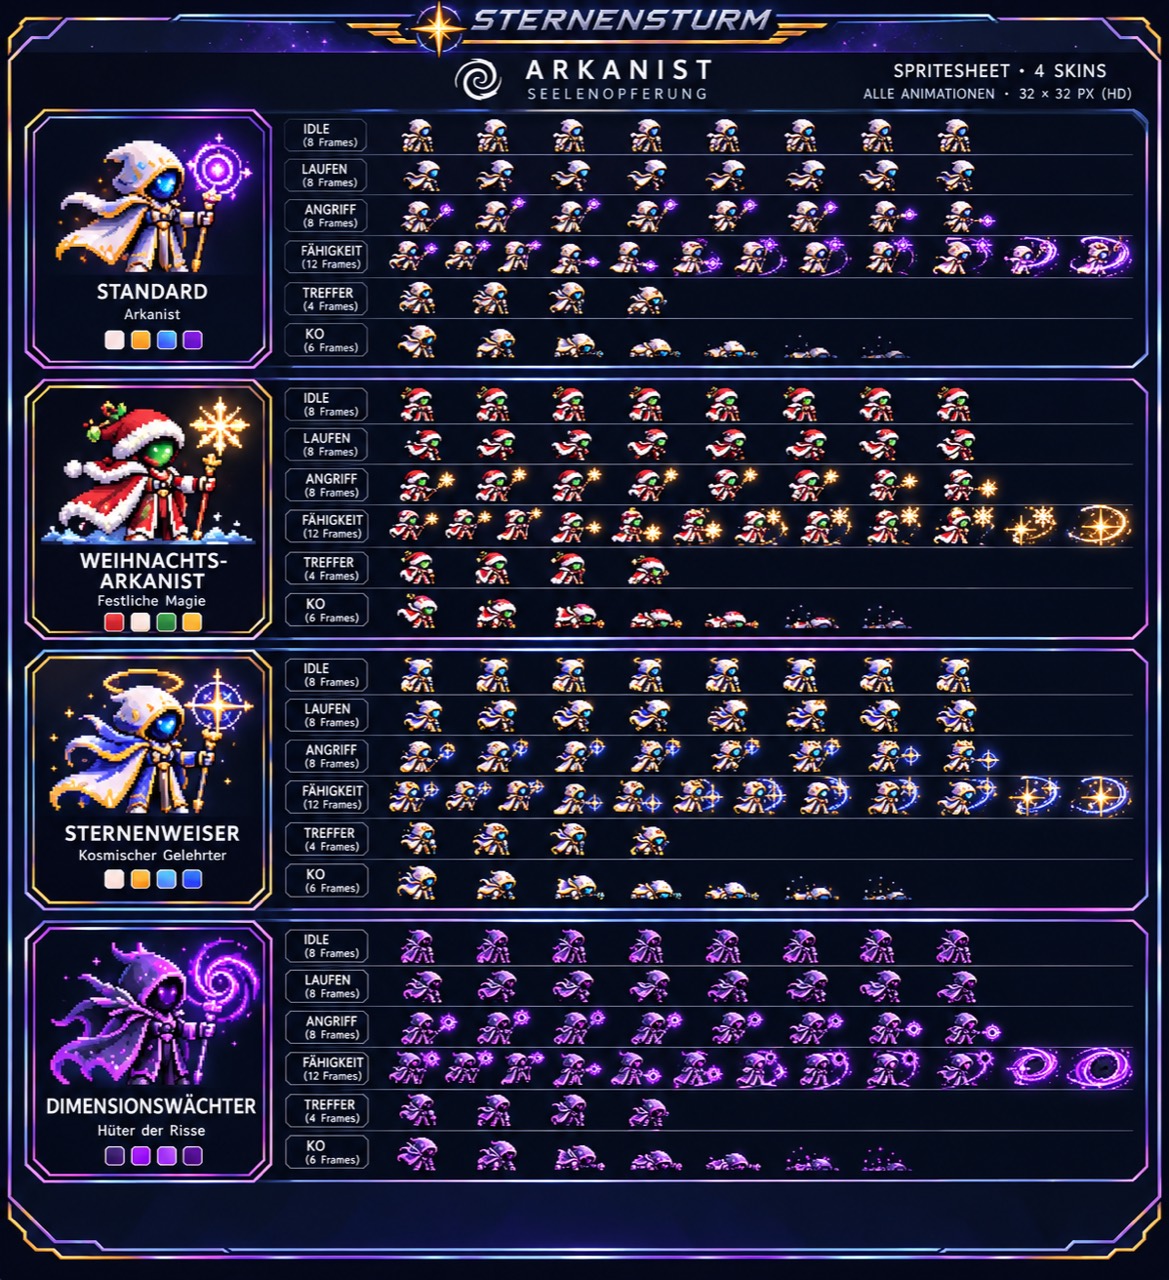 STERNENSTURM
ARKANIST
SEELENOPFERUNG
SPRITESHEET • 4 SKINS
ALLE ANIMATIONEN • 32 × 32 PX (HD)
STANDARD
Arkanist
IDLE
(8 Frames)
LAUFEN
(8 Frames)
ANGRIFF
(8 Frames)
FÄHIGKEIT
(12 Frames)
TREFFER
(4 Frames)
KO
(6 Frames)
WEIHNACHTS-
ARKANIST
Festliche Magie
IDLE
(8 Frames)
LAUFEN
(8 Frames)
ANGRIFF
(8 Frames)
FÄHIGKEIT
(12 Frames)
TREFFER
(4 Frames)
KO
(6 Frames)
STERNENWEISER
Kosmischer Gelehrter
IDLE
(8 Frames)
LAUFEN
(8 Frames)
ANGRIFF
(8 Frames)
FÄHIGKEIT
(12 Frames)
TREFFER
(4 Frames)
KO
(6 Frames)
DIMENSIONSWÄCHTER
Hüter der Risse
IDLE
(8 Frames)
LAUFEN
(8 Frames)
ANGRIFF
(8 Frames)
FÄHIGKEIT
(12 Frames)
TREFFER
(4 Frames)
KO
(6 Frames)